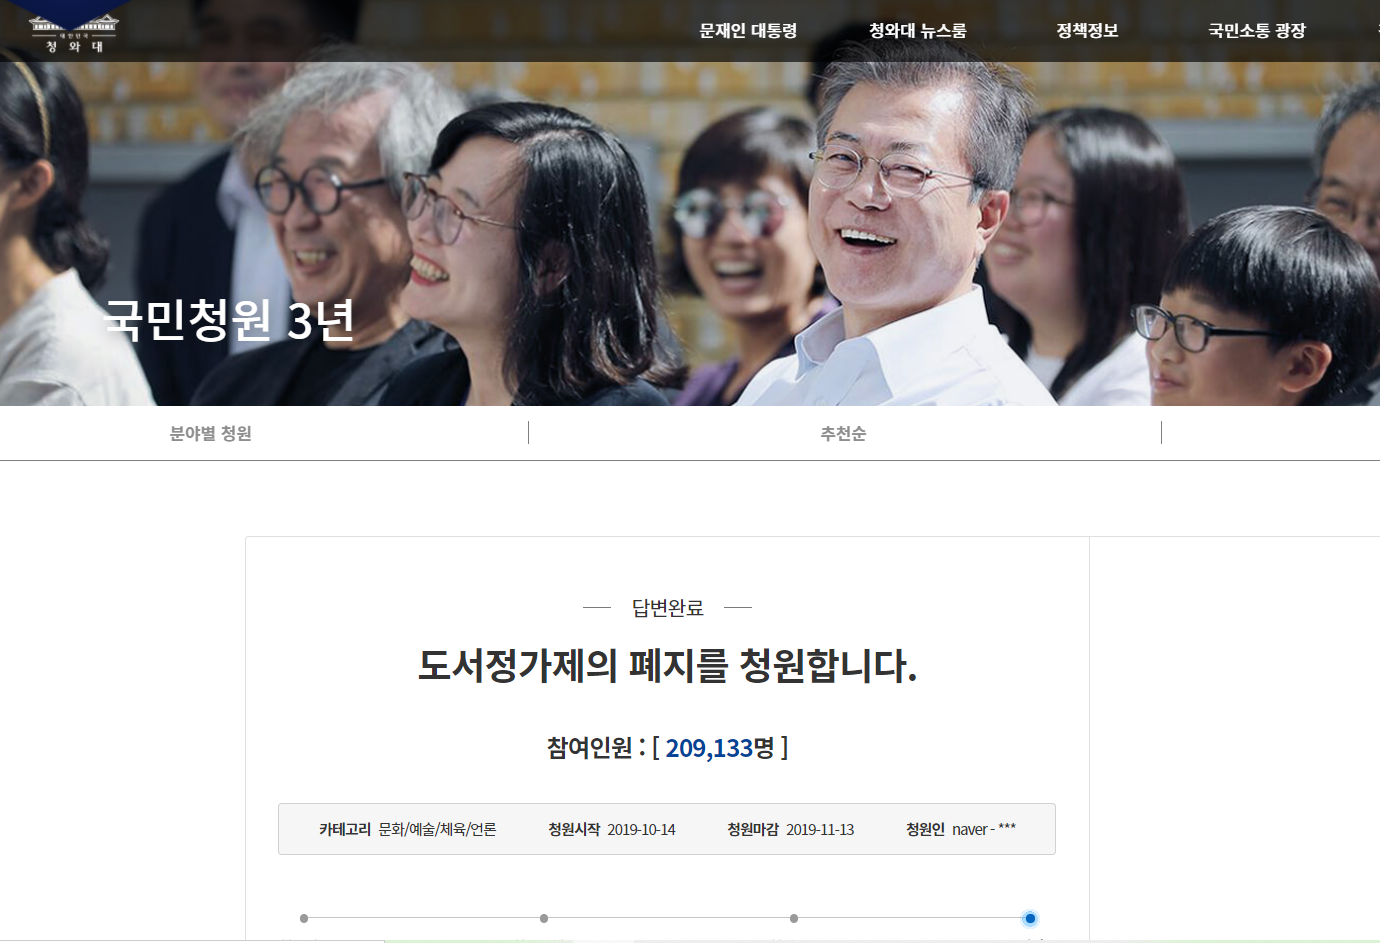 대한민국
청와대
문재인 대통령 청와대 뉴스룸 정책정보 국민소통 광장
국민청원 3년
분야별 청원 추천순
답변완료
도서정가제의 폐지를 청원합니다.
참여인원 : [ 209,133명 ]
카테고리 문화/예술/체육/언론 청원시작 2019-10-14 청원마감 2019-11-13 청원인 naver - ***